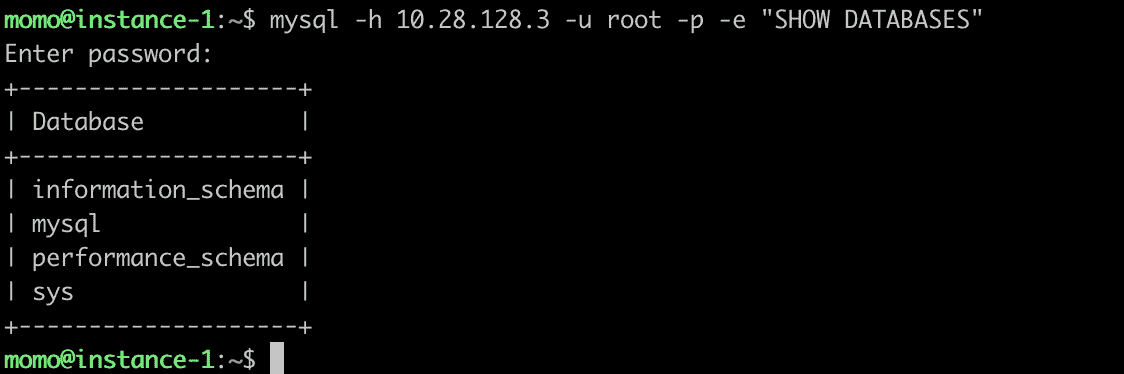 momo@instance-1:~$ mysql -h 10.28.128.3 -u root -p -e "SHOW DATABASES"
Enter password:
+--------------------+
| Database           |
+--------------------+
| information_schema |
| mysql              |
| performance_schema |
| sys                |
+--------------------+
momo@instance-1:~$